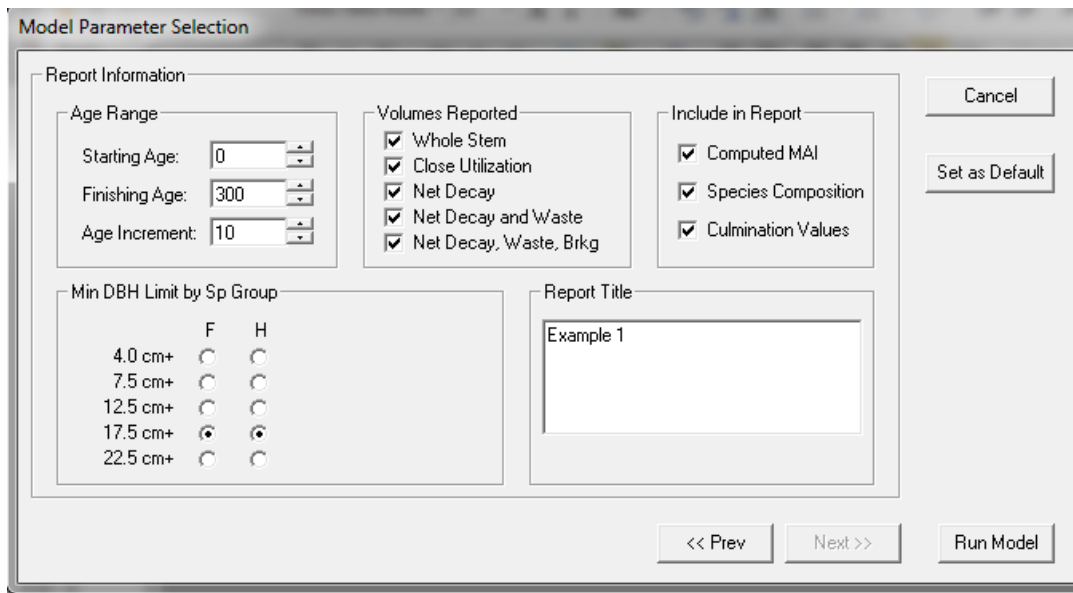 Model Parameter Selection
Report Information
Age Range
Starting Age: 0
Finishing Age: 300
Age Increment: 10
Volumes Reported
Whole Stem
Close Utilization
Net Decay
Net Decay and Waste
Net Decay, Waste, Brkg
Include in Report
Computed MAI
Species Composition
Culmination Values
Cancel
Set as Default
Min DBH Limit by Sp Group
F H
4.0 cm+
7.5 cm+
12.5 cm+
17.5 cm+
22.5 cm+
Report Title
Example 1
<< Prev
Next >>
Run Model